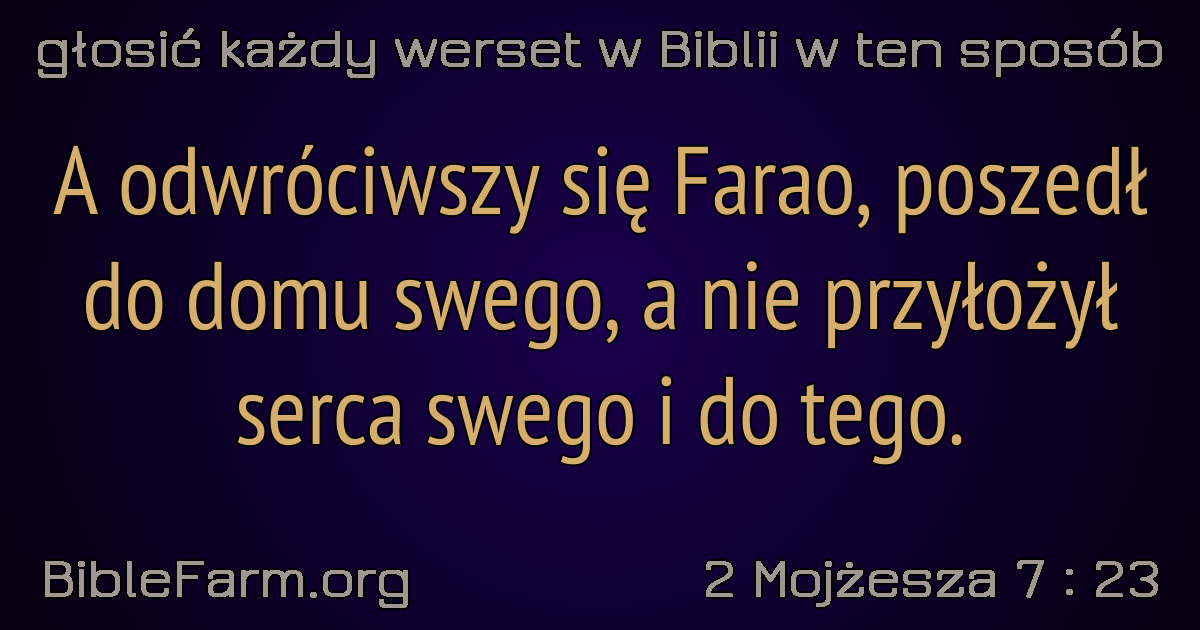 głosić każdy werset w Biblii w ten sposób
A odwróciwszy się Farao, poszedł
do domu swego, a nie przyłożył
serca swego i do tego.
BibleFarm.org
2 Mojżesza 7 : 23